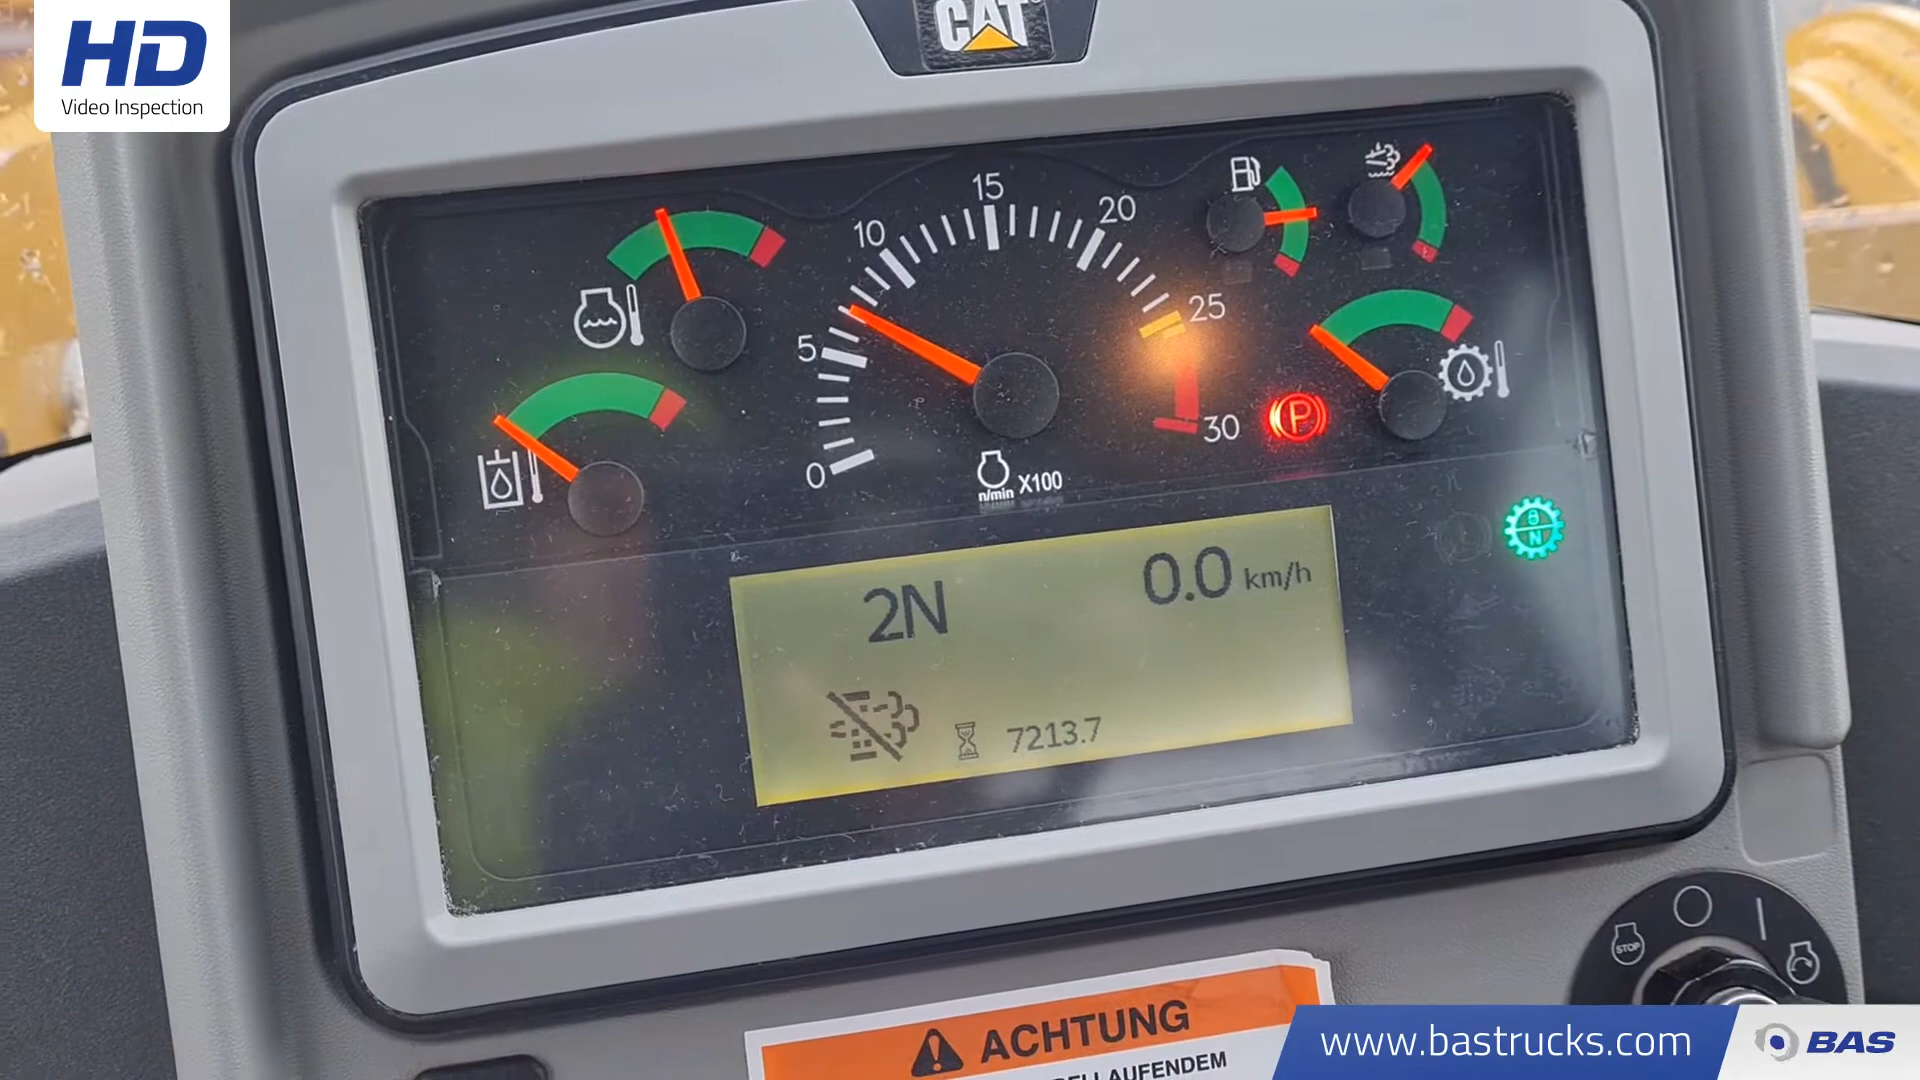 HD
Video Inspection
CAT
15
10
20
25
5
30
0
P
n/min X100
N
2N
0.0 km/h
7213.7
STOP
ACHTUNG
LAUFENDEM
www.bastrucks.com
BAS